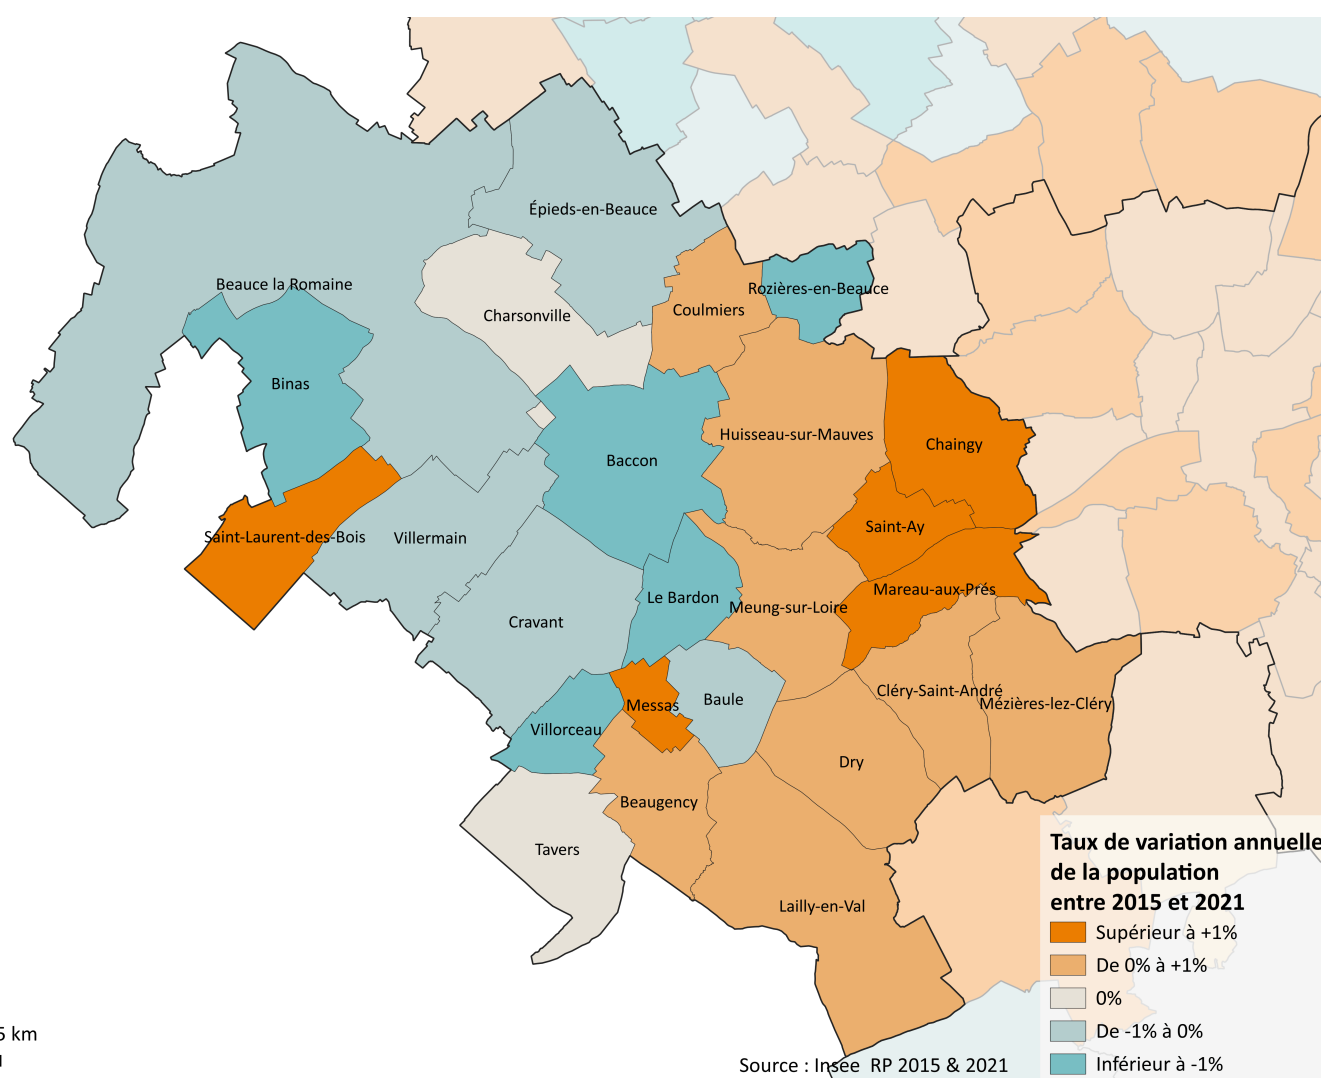 Épieds-en-Beauce
Beauce la Romaine
Rozières-en-Beauce
Coulmiers
Charsonville
Binas
Huisseau-sur-Mauves
Chaingy
Baccon
Saint-Ay
Saint-Laurent-des-Bois
Villermain
Mareau-aux-Prés
Le Bardon
Meung-sur-Loire
Cravant
Cléry-Saint-André
Baule
Mézières-lez-Cléry
Messas
Villorceau
Dry
Beaugency
Taux de variation annuelle
Tavers
de la population
entre 2015 et 2021
Lailly-en-Val
Supérieur à +1%
De 0% à +1%
0%
De -1% à 0%
5 km
Inférieur à -1%
Source : Insee RP 2015 & 2021